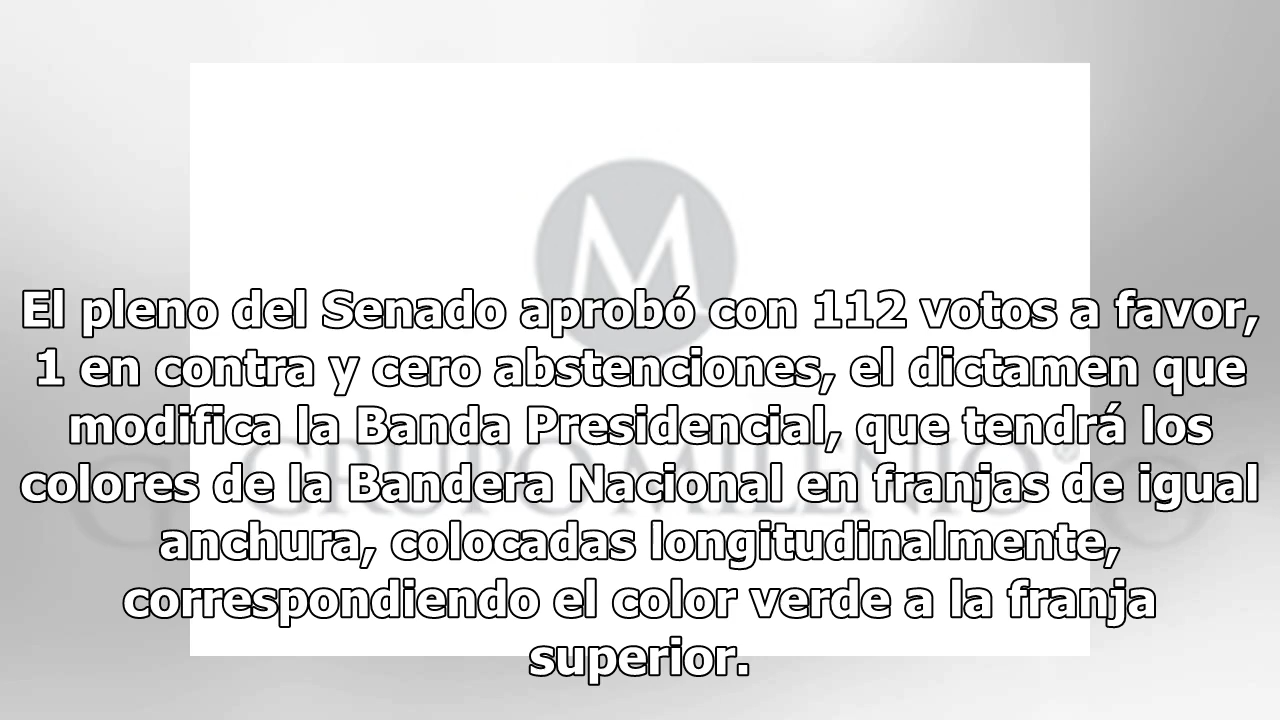 M
El pleno del Senado aprobó con 112 votos a favor,
1 en contra y cero abstenciones, el dictamen que
modifica la Banda Presidencial, que tendrá los
colores de la Bandera Nacional en franjas de igual
anchura, colocadas longitudinalmente,
correspondiendo el color verde a la franja
superior.
GRUPO MILENIO®